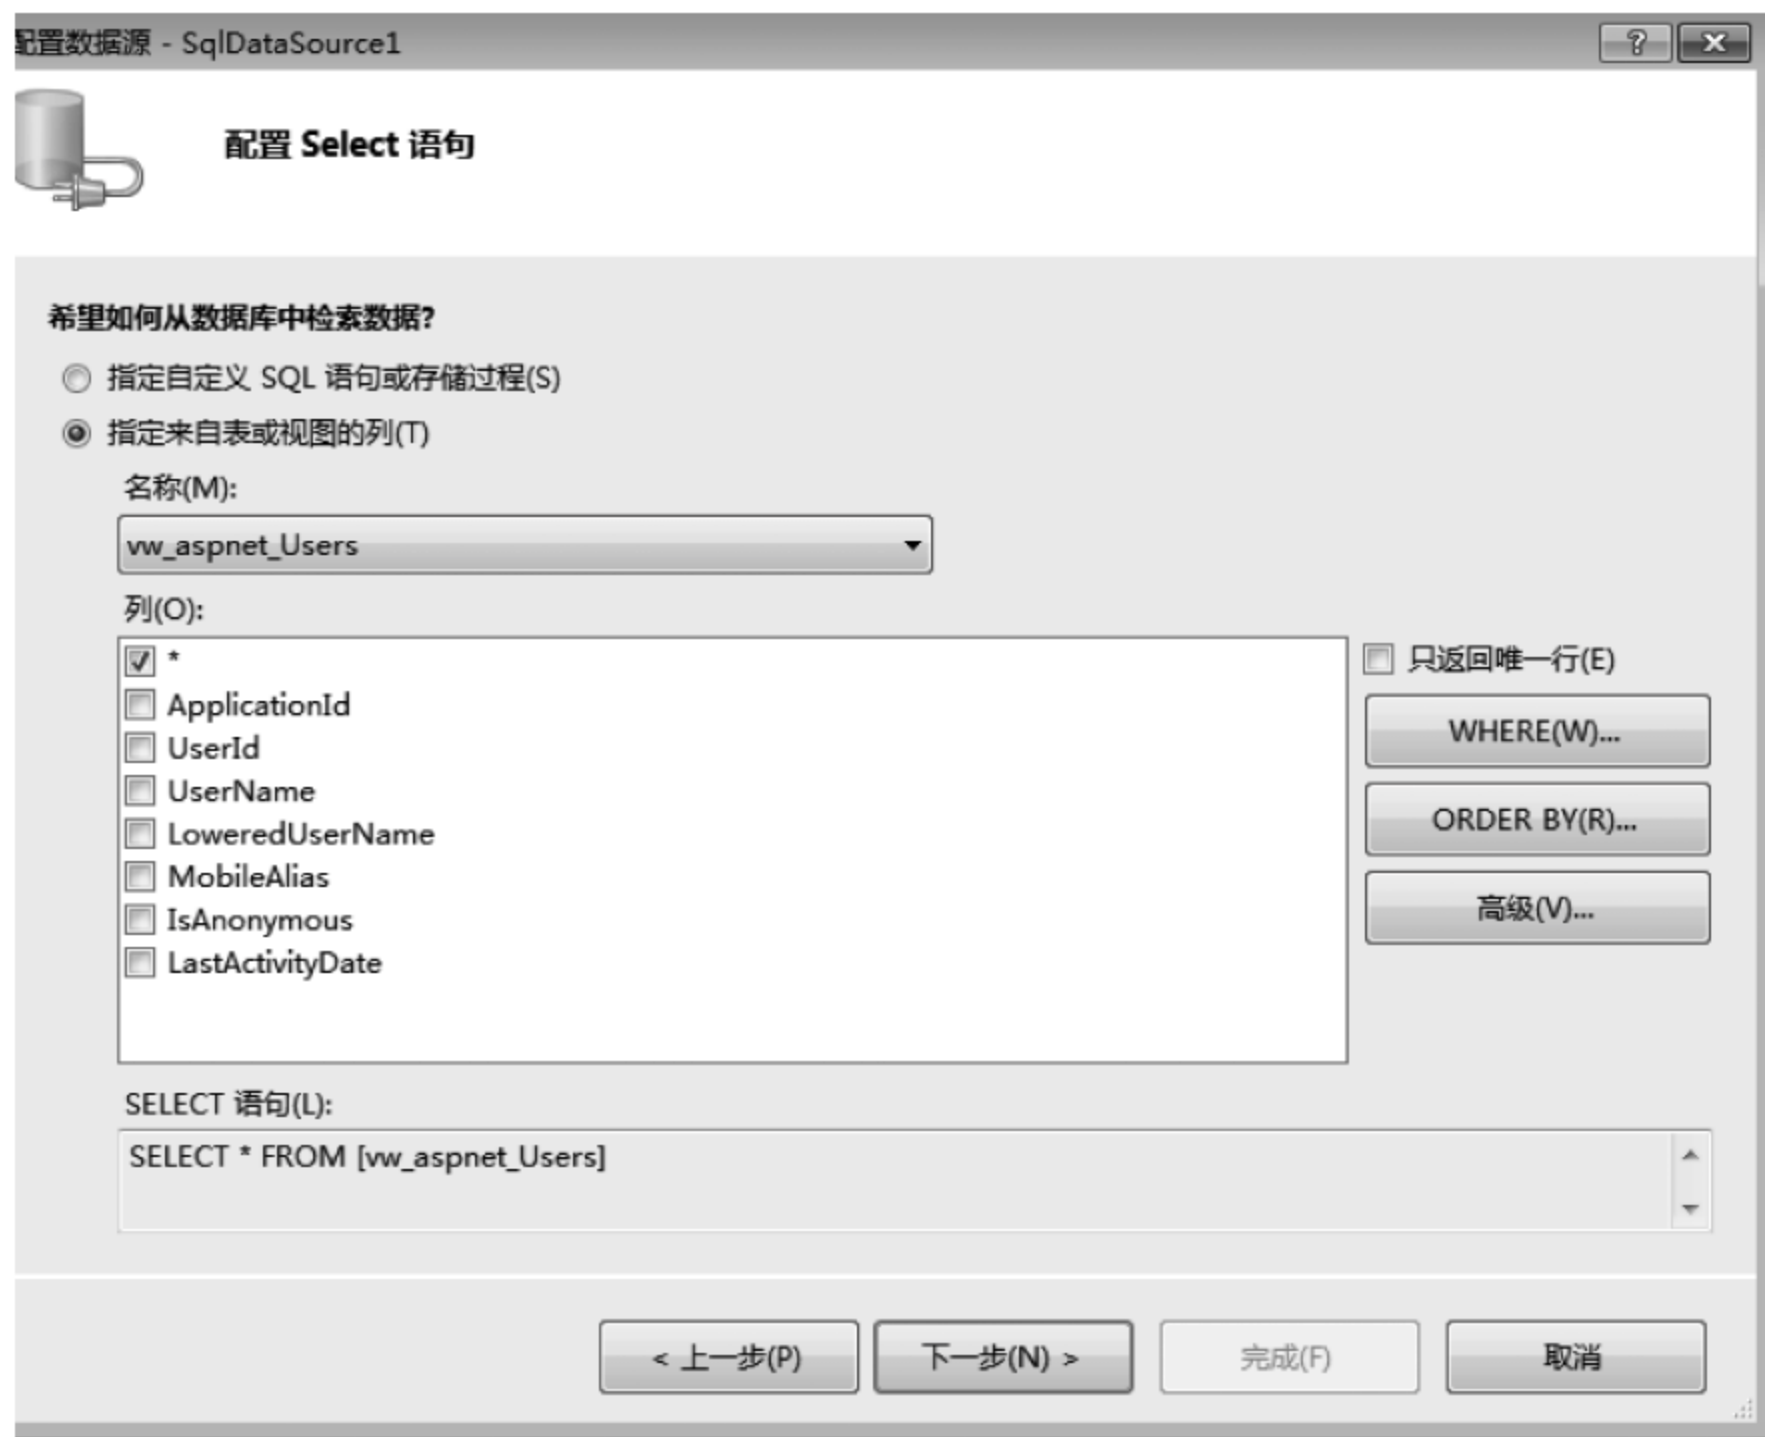 配置数据源 - SqlDataSource1
配置 Select 语句
希望如何从数据库中检索数据?
指定自定义 SQL 语句或存储过程(S)
指定来自表或视图的列(T)
名称(M):
vw_aspnet_Users
列(O):
*
只返回唯一行(E)
ApplicationId
WHERE(W)...
UserId
UserName
ORDER BY(R)...
LoweredUserName
MobileAlias
高级(V)...
IsAnonymous
LastActivityDate
SELECT 语句(L):
SELECT * FROM [vw_aspnet_Users]
< 上一步(P)
下一步(N) >
完成(F)
取消